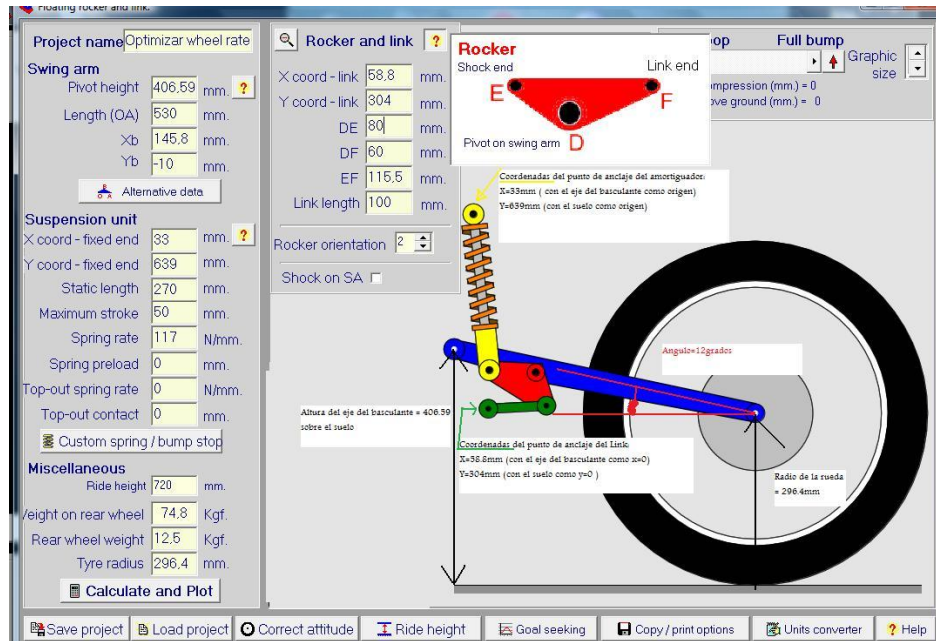 Floating rocker and link.
Project name Optimizar wheel rate
Swing arm
Pivot height 406,59 mm. ?
Length (OA) 530 mm.
Xb 145,8 mm.
Yb -10 mm.
Alternative data
Suspension unit
X coord - fixed end 33 mm. ?
Y coord - fixed end 639 mm.
Static length 270 mm.
Maximum stroke 50 mm.
Spring rate 117 N/mm.
Spring preload 0 mm.
Top-out spring rate 0 N/mm.
Top-out contact 0 mm.
Custom spring / bump stop
Miscellaneous
Ride height 720 mm.
/eight on rear wheel 74,8 Kgf.
Rear wheel weight 12,5 Kgf.
Tyre radius 296,4 mm.
Calculate and Plot
Rocker and link ?
X coord - link 58,8 mm.
Y coord - link 304 mm.
DE 80 mm.
DF 60 mm.
EF 115,5 mm.
Link length 100 mm.
Rocker orientation 2
Shock on SA
Rocker
Shock end
Link end
E
F
D
Pivot on swing arm
oop
Full bump
Graphic
size
ompression (mm.) = 0
ove ground (mm.) = 0
Coordenadas del punto de anclaje del amortiguador:
X=33mm ( con el eje del basculante como origen)
Y=639mm (con el suelo como origen)
Angulo=12grados
Altura del eje del basculante = 406.59
sobre el suelo
Coordenadas del punto de anclaje del Link:
X=58.8mm (con el eje del basculante como x=0)
Y=304mm (con el suelo como y=0 )
Radio de la rueda
= 296.4mm
Save project
Load project
Correct attitude
Ride height
Goal seeking
Copy / print options
Units converter
? Help